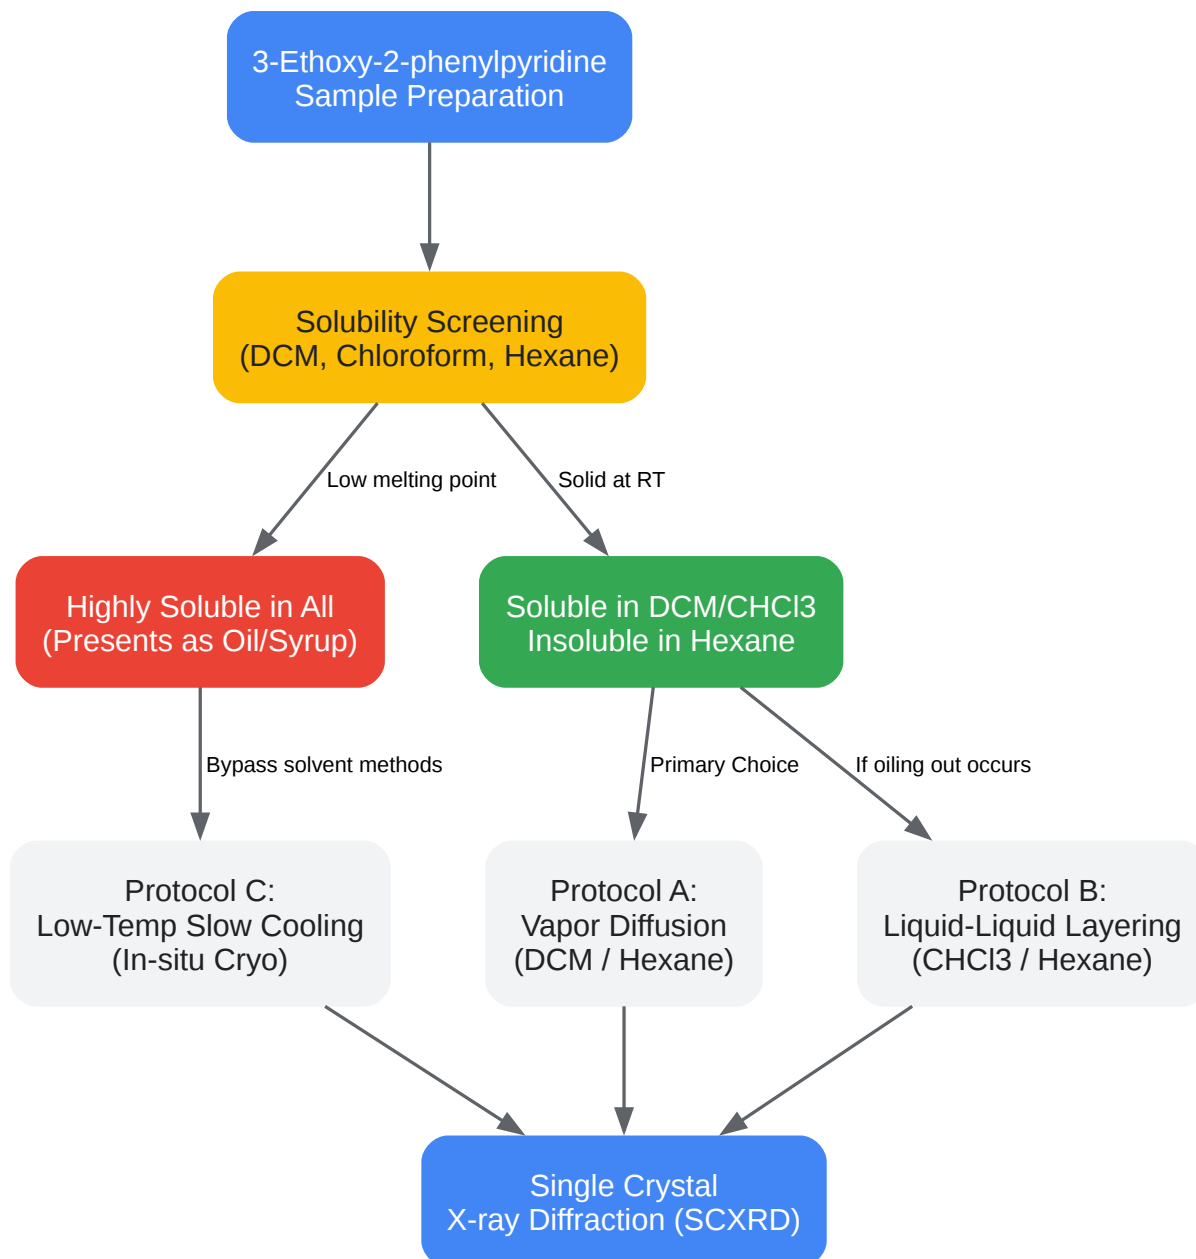 3-Ethoxy-2-phenylpyridine
Sample Preparation
Solubility Screening
(DCM, Chloroform, Hexane)
Low melting point
Solid at RT
Highly Soluble in All
(Presents as Oil/Syrup)
Soluble in DCM/CHCl3
Insoluble in Hexane
Bypass solvent methods
Primary Choice
If oiling out occurs
Protocol C:
Low-Temp Slow Cooling
(In-situ Cryo)
Protocol A:
Vapor Diffusion
(DCM / Hexane)
Protocol B:
Liquid-Liquid Layering
(CHCl3 / Hexane)
Single Crystal
X-ray Diffraction (SCXRD)